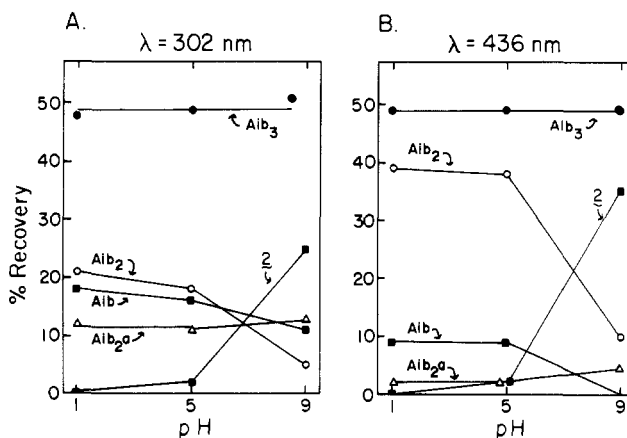 A.
λ = 302 nm
% Recovery
50
40
30
20
10
0
Aib₃
Aib₂
2
Aib
Aib₂ᵃ
1
5
9
pH
B.
λ = 436 nm
50
40
30
20
10
0
Aib₃
Aib₂
2
Aib
Aib₂ᵃ
1
5
9
pH